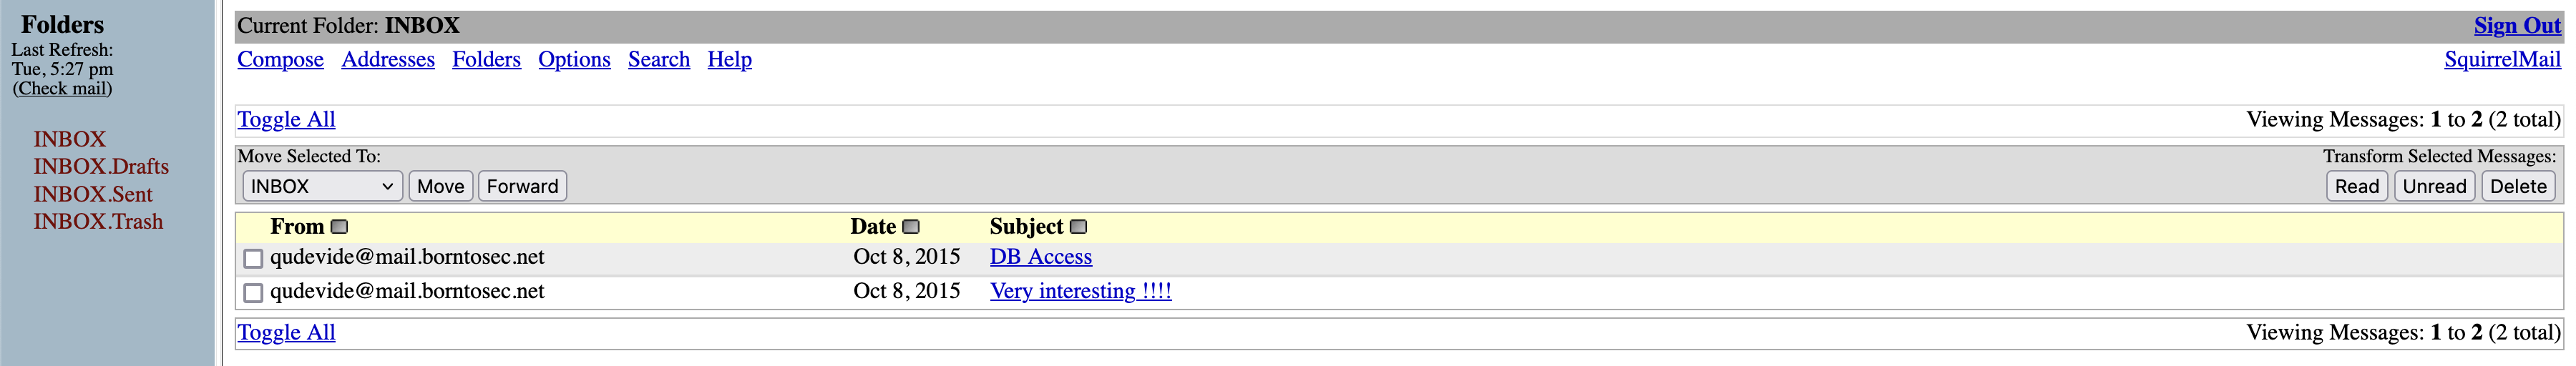 Folders
Last Refresh:
Tue, 5:27 pm
(Check mail)
INBOX
INBOX.Drafts
INBOX.Sent
INBOX.Trash
Current Folder: INBOX Sign Out
Compose Addresses Folders Options Search Help SquirrelMail
Toggle All Viewing Messages: 1 to 2 (2 total)
Move Selected To: Transform Selected Messages:
INBOX Move Forward Read Unread Delete
From Date Subject
qudevide@mail.borntosec.net Oct 8, 2015 DB Access
qudevide@mail.borntosec.net Oct 8, 2015 Very interesting !!!!
Toggle All Viewing Messages: 1 to 2 (2 total)